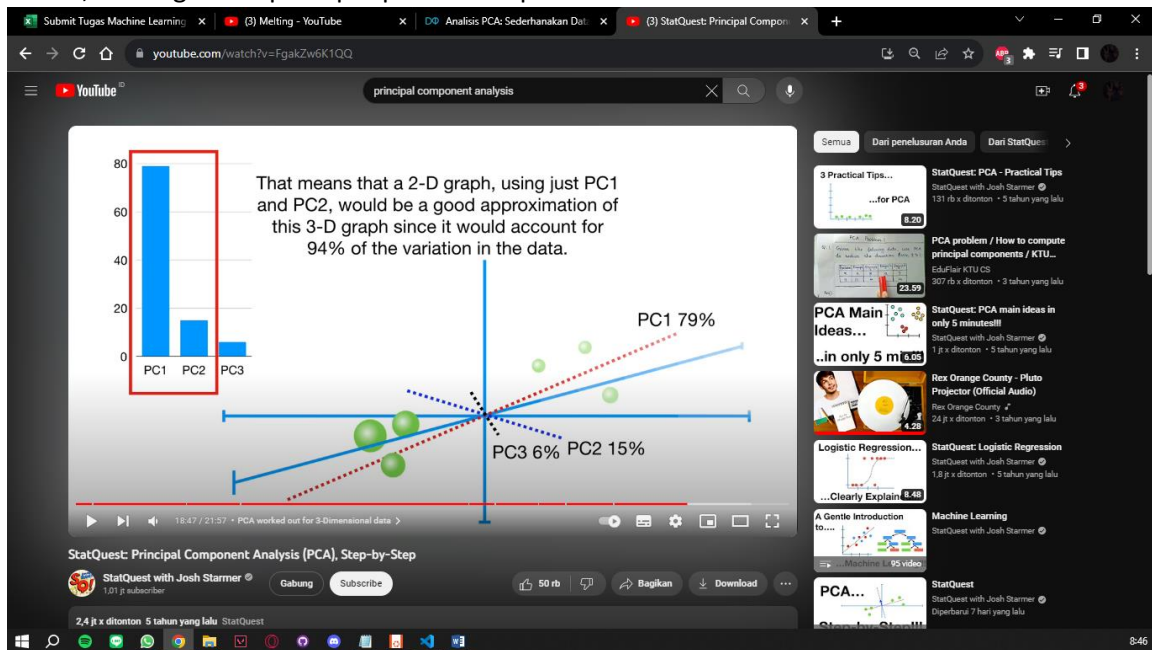 Submit Tugas Machine Learning
(3) Melting - YouTube
Analisis PCA: Sederhanakan Dat
(3) StatQuest: Principal Compon
youtube.com/watch?v=FgakZw6K1QQ
ABP
3
YouTube ID
principal component analysis
3
80
60
40
20
0
PC1 PC2 PC3
That means that a 2-D graph, using just PC1
and PC2, would be a good approximation of
this 3-D graph since it would account for
94% of the variation in the data.
PC1 79%
PC3 6%
PC2 15%
18:47 / 21:57 • PCA worked out for 3-Dimensional data >
StatQuest: Principal Component Analysis (PCA), Step-by-Step
StatQuest with Josh Starmer
1,01 jt subscriber
Gabung
Subscribe
50 rb
Bagikan
Download
2,4 jt x ditonton 5 tahun yang lalu StatQuest
Semua
Dari penelusuran Anda
Dari StatQues
3 Practical Tips...
...for PCA
8.20
StatQuest: PCA - Practical Tips
StatQuest with Josh Starmer
131 rb x ditonton • 5 tahun yang lalu
23.59
PCA problem / How to compute
principal components / KTU...
EduFlair KTU CS
307 rb x ditonton • 3 tahun yang lalu
PCA Main
Ideas...
..in only 5 mi
6.05
StatQuest: PCA main ideas in
only 5 minutes!!!
StatQuest with Josh Starmer
1 jt x ditonton • 5 tahun yang lalu
4.28
Rex Orange County - Pluto
Projector (Official Audio)
Rex Orange County
24 jt x ditonton • 3 tahun yang lalu
Logistic Regression...
...Clearly Explain
8.48
StatQuest: Logistic Regression
StatQuest with Josh Starmer
1,8 jt x ditonton • 5 tahun yang lalu
A Gentle Introduction
to....
95 video
Machine Learning
StatQuest with Josh Starmer
PCA...
StatQuest
StatQuest with Josh Starmer
Diperbarui 7 hari yang lalu
8:46